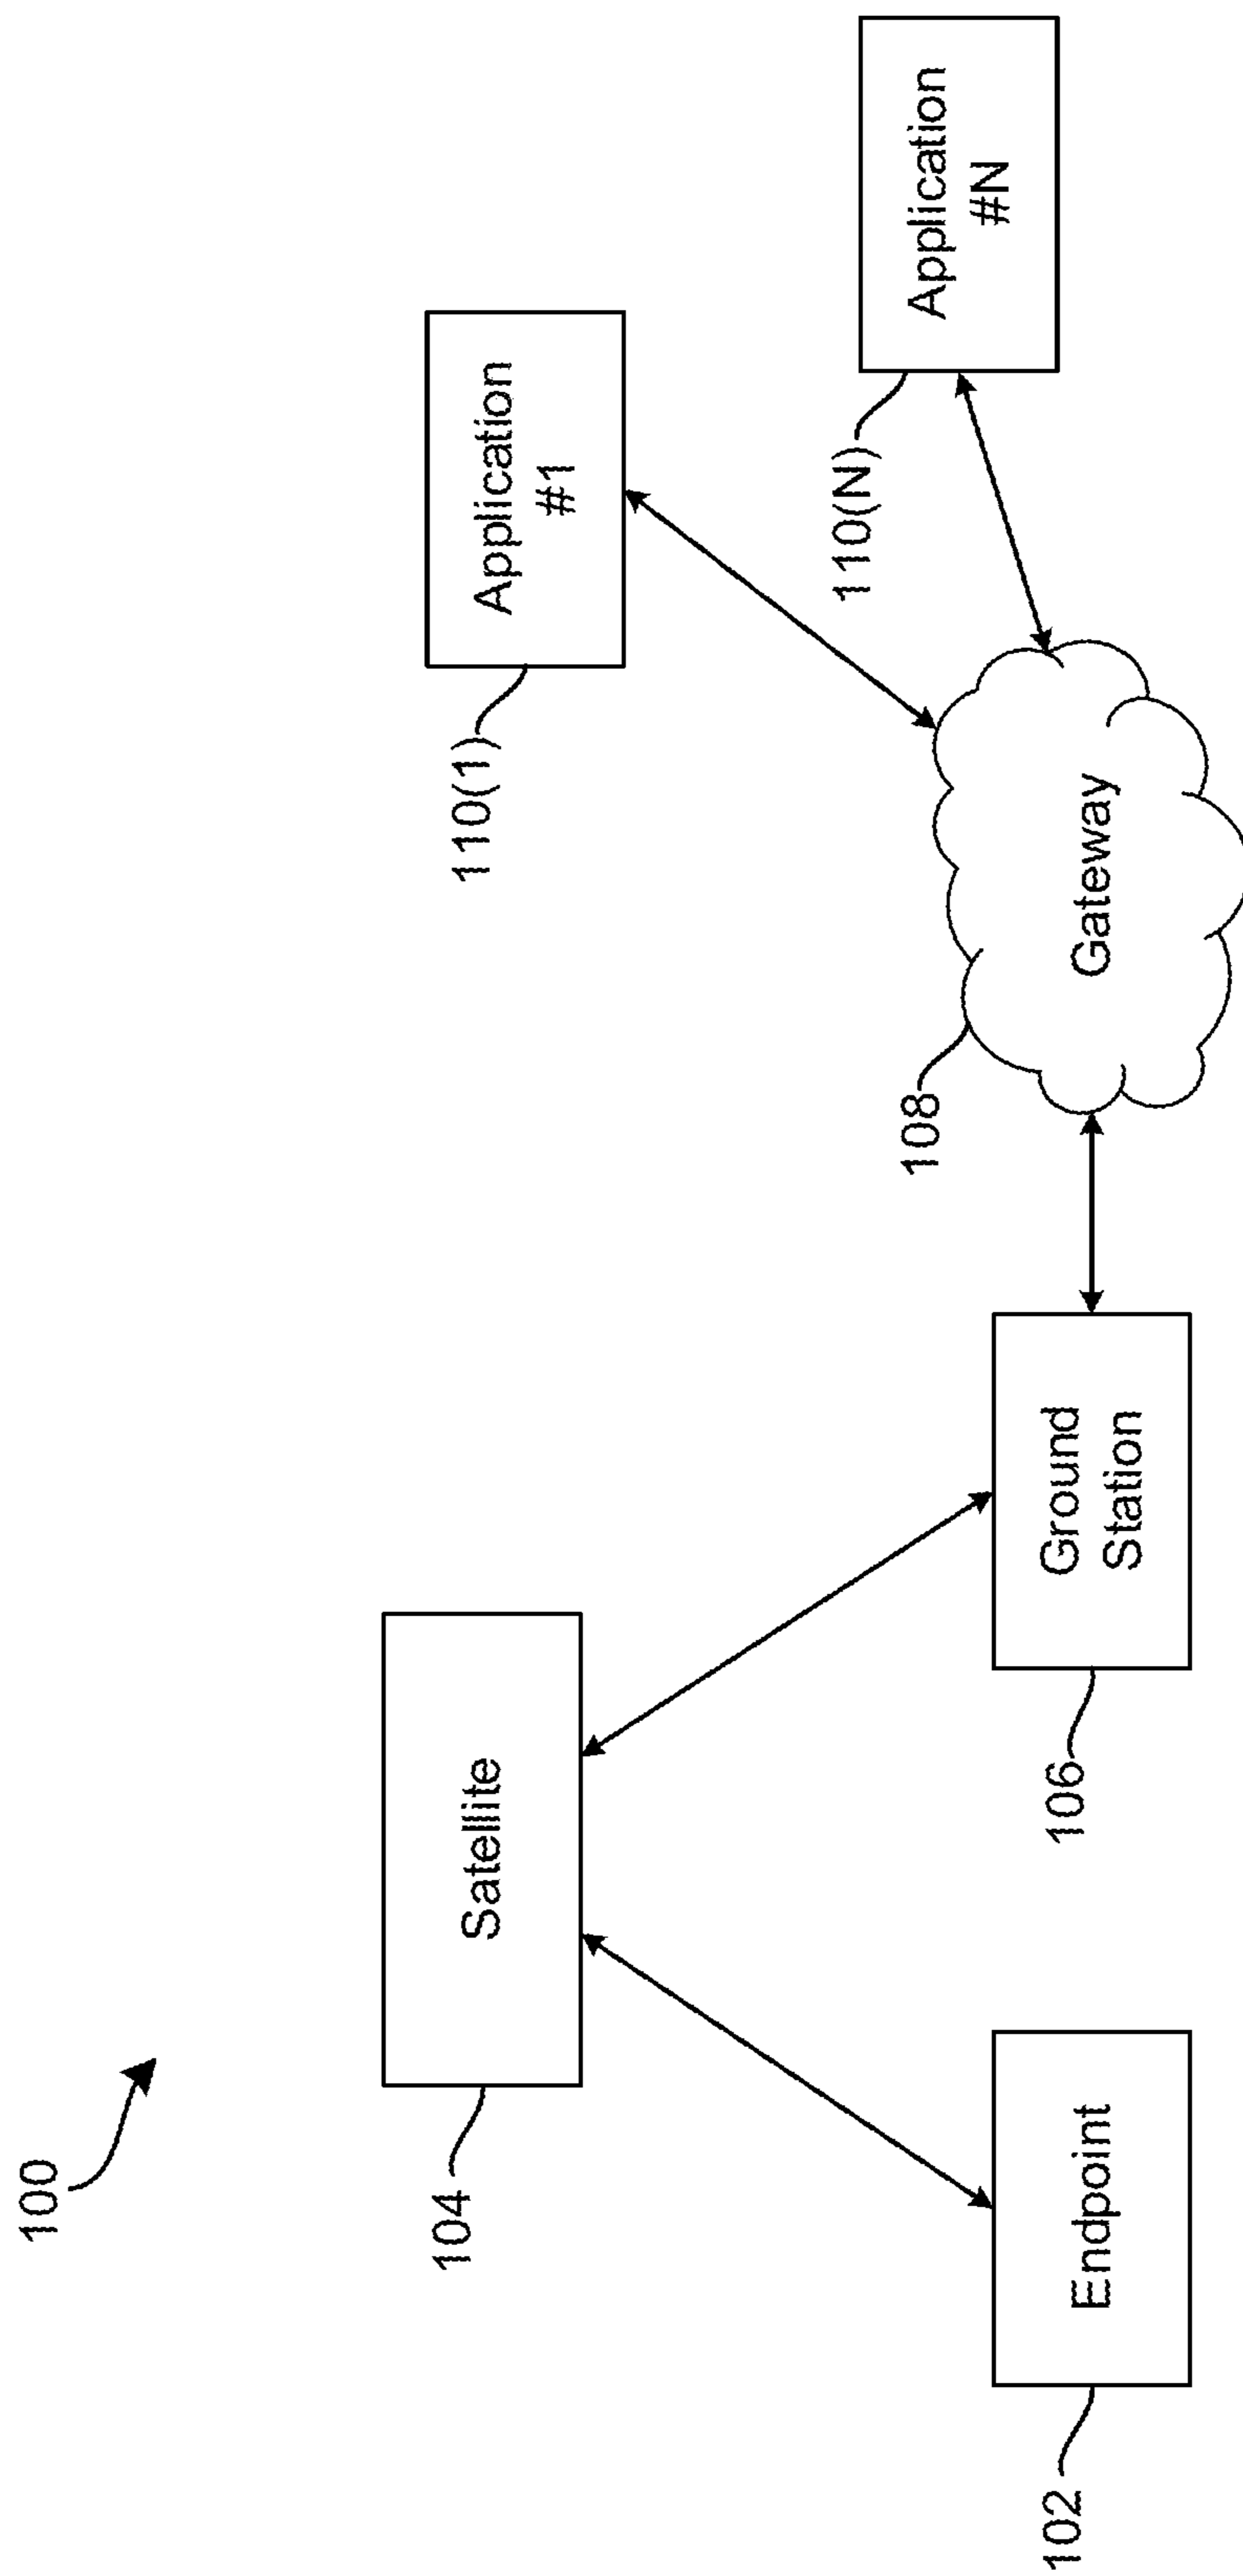 100
104
Satellite
110(1)
Application
#1
110(N)
Application
#N
102
Endpoint
106
Ground
Station
108
Gateway